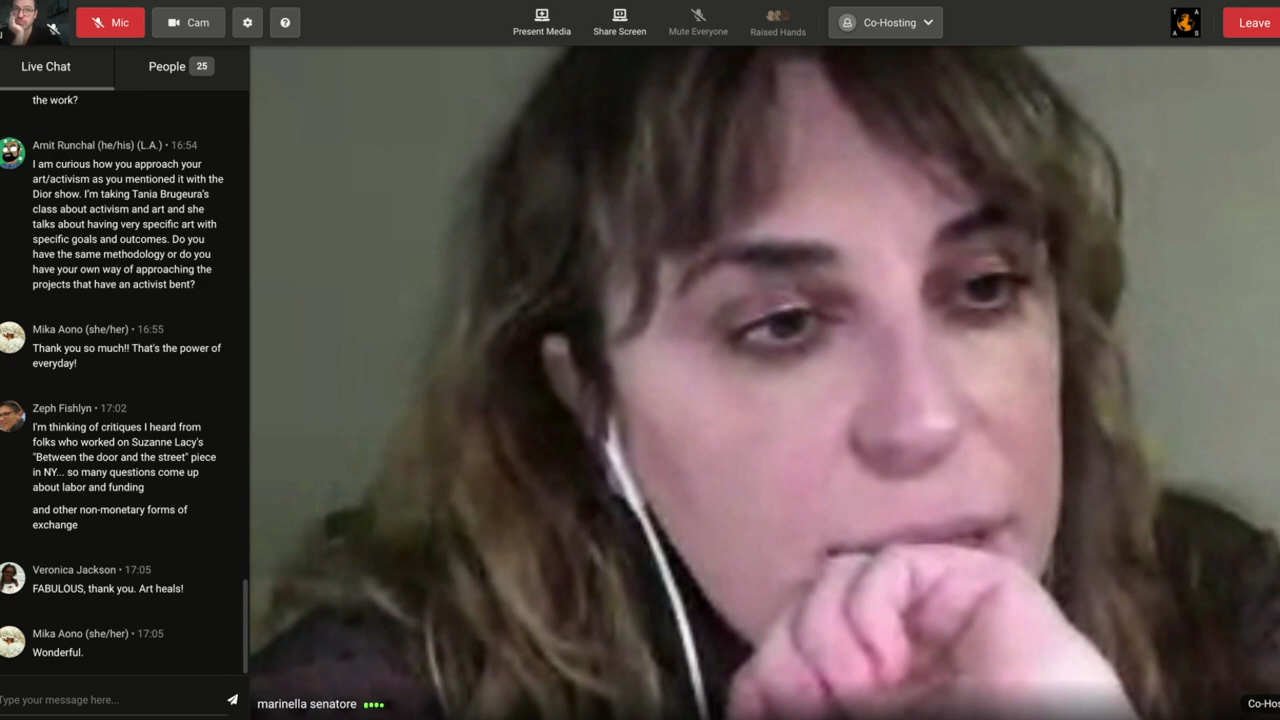 Mic
Cam
Present Media
Share Screen
Mute Everyone
Raised Hands
Co-Hosting
T A
A S
Leave
Live Chat
People 25
the work?
Amit Runchal (he/his) (L.A.) • 16:54
I am curious how you approach your
art/activism as you mentioned it with the
Dior show. I'm taking Tania Brugeura's
class about activism and art and she
talks about having very specific art with
specific goals and outcomes. Do you
have the same methodology or do you
have your own way of approaching the
projects that have an activist bent?
Mika Aono (she/her) • 16:55
Thank you so much!! That's the power of
everyday!
Zeph Fishlyn • 17:02
I'm thinking of critiques I heard from
folks who worked on Suzanne Lacy's
"Between the door and the street" piece
in NY... so many questions come up
about labor and funding
and other non-monetary forms of
exchange
Veronica Jackson • 17:05
FABULOUS, thank you. Art heals!
Mika Aono (she/her) • 17:05
Wonderful.
Type your message here...
marinella senatore
Co-Hos